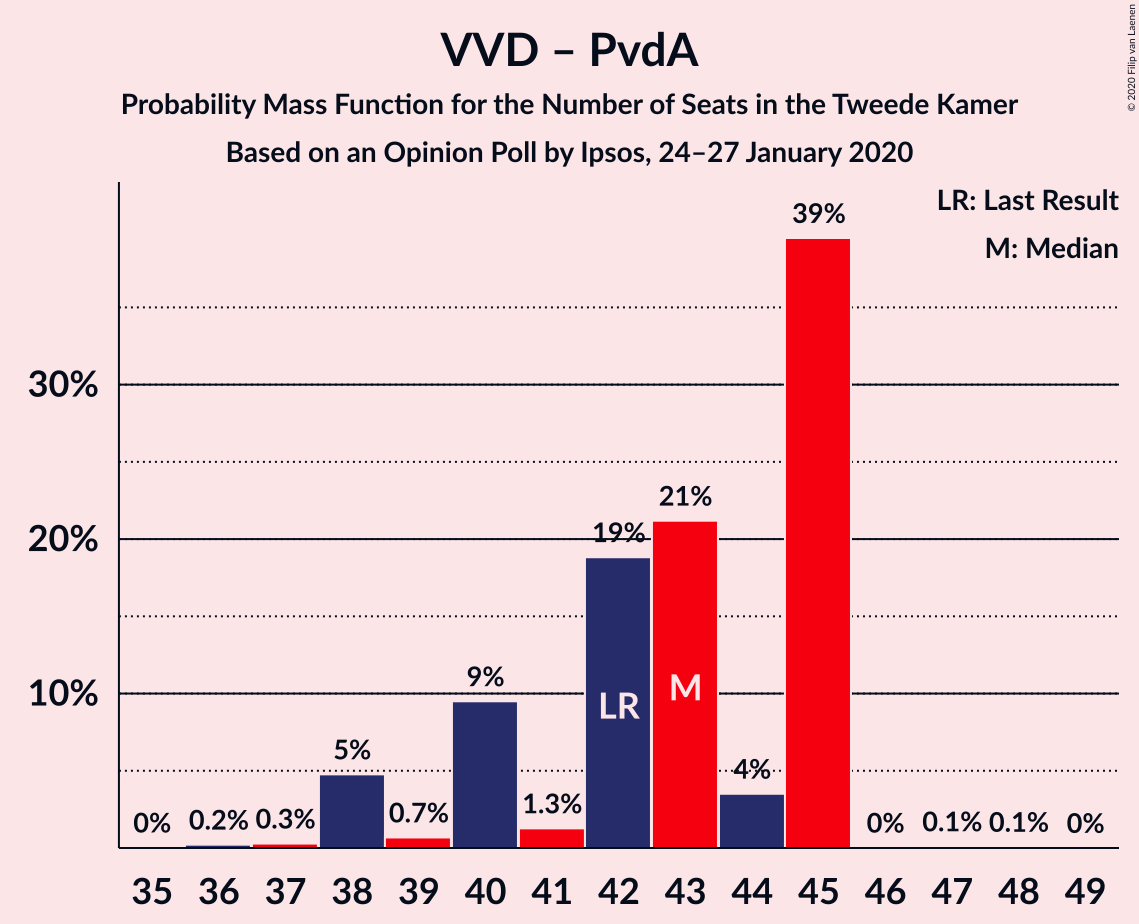 VVD – PvdA
Probability Mass Function for the Number of Seats in the Tweede Kamer
Based on an Opinion Poll by Ipsos, 24–27 January 2020
© 2020 Filip van Laenen
LR: Last Result
M: Median
30%
20%
10%
0%
0.2%
0.3%
5%
0.7%
9%
1.3%
19%
21%
4%
39%
0%
0.1%
0.1%
0%
LR
M
35 36 37 38 39 40 41 42 43 44 45 46 47 48 49